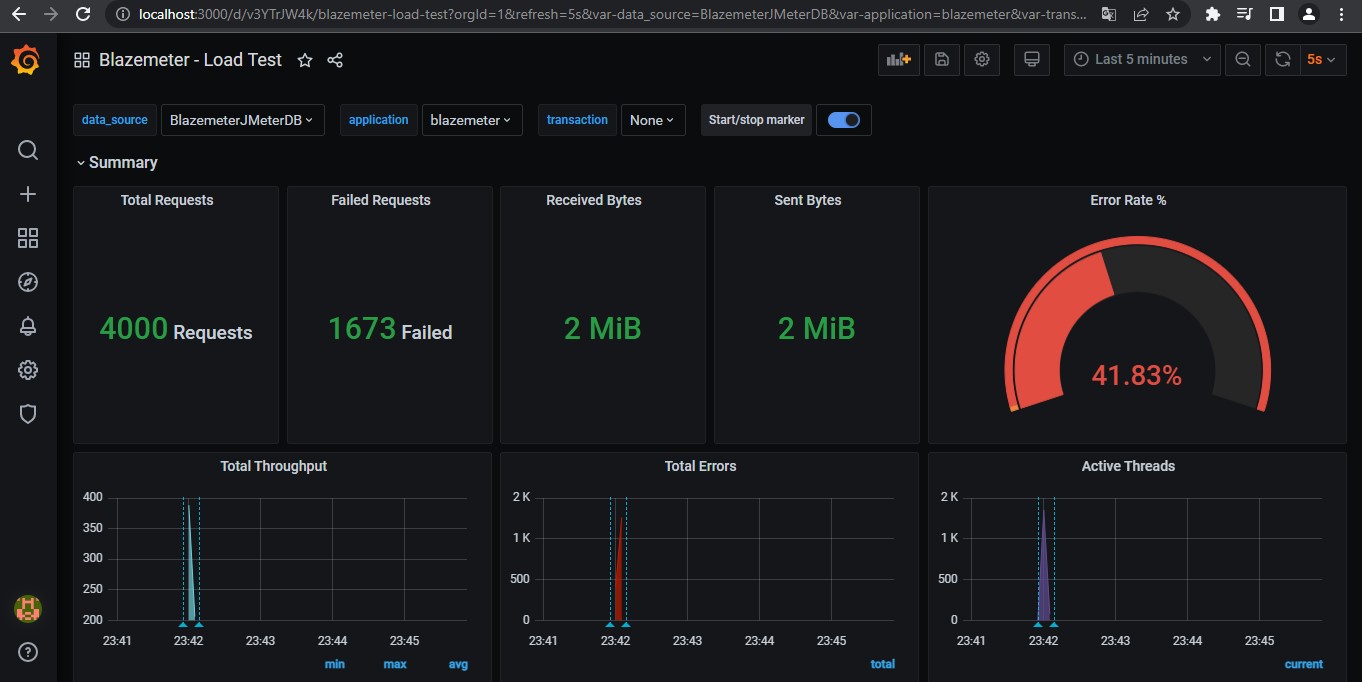 localhost:3000/d/v3YTrJW4k/blazemeter-load-test?orgId=1&refresh=5s&var-data_source=BlazemeterJMeterDB&var-application=blazemeter&var-trans...
Blazemeter - Load Test
Last 5 minutes
5s
data_source BlazemeterJMeterDB application blazemeter transaction None Start/stop marker
Summary
Total Requests Failed Requests Received Bytes Sent Bytes Error Rate %
4000 Requests 1673 Failed 2 MiB 2 MiB
41.83%
Total Throughput
400
350
300
250
200
23:41 23:42 23:43 23:44 23:45
min max avg
Total Errors
2 K
1 K
500
0
23:41 23:42 23:43 23:44 23:45
total
Active Threads
2 K
1 K
500
0
23:41 23:42 23:43 23:44 23:45
current